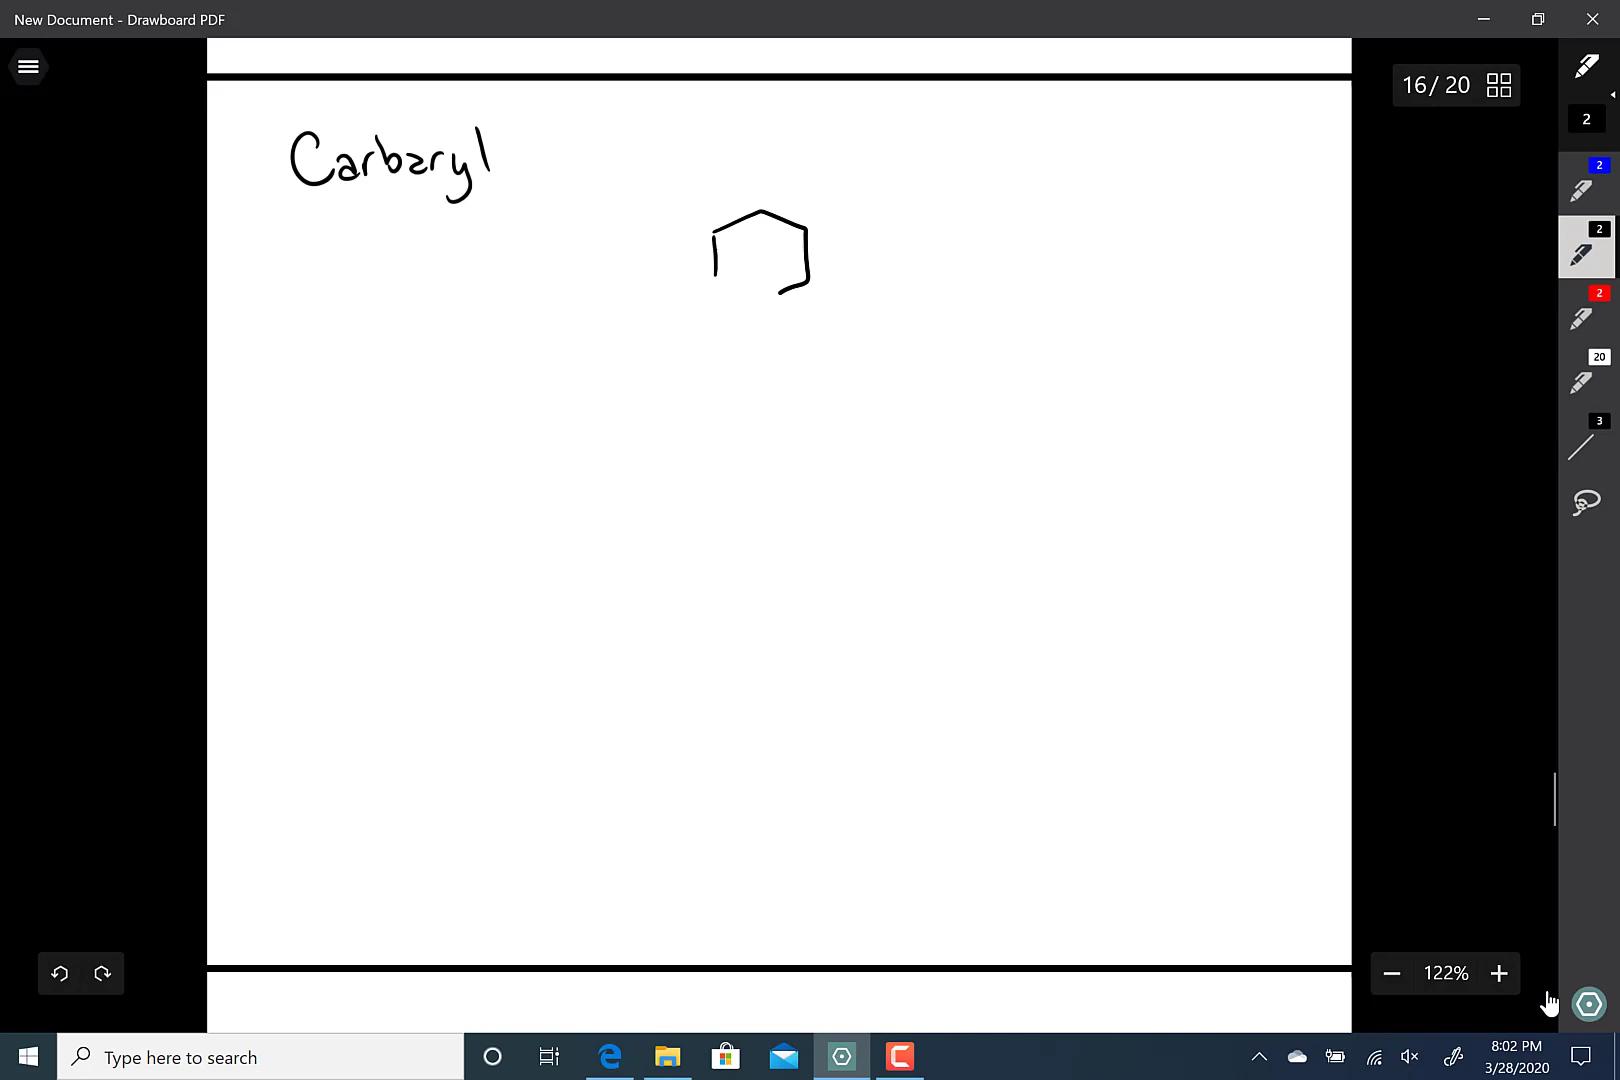 New Document - Drawboard PDF
16/ 20
2
2
Carbaryl
2
2
20
3
122%
Type here to search
8:02 PM
3/28/2020